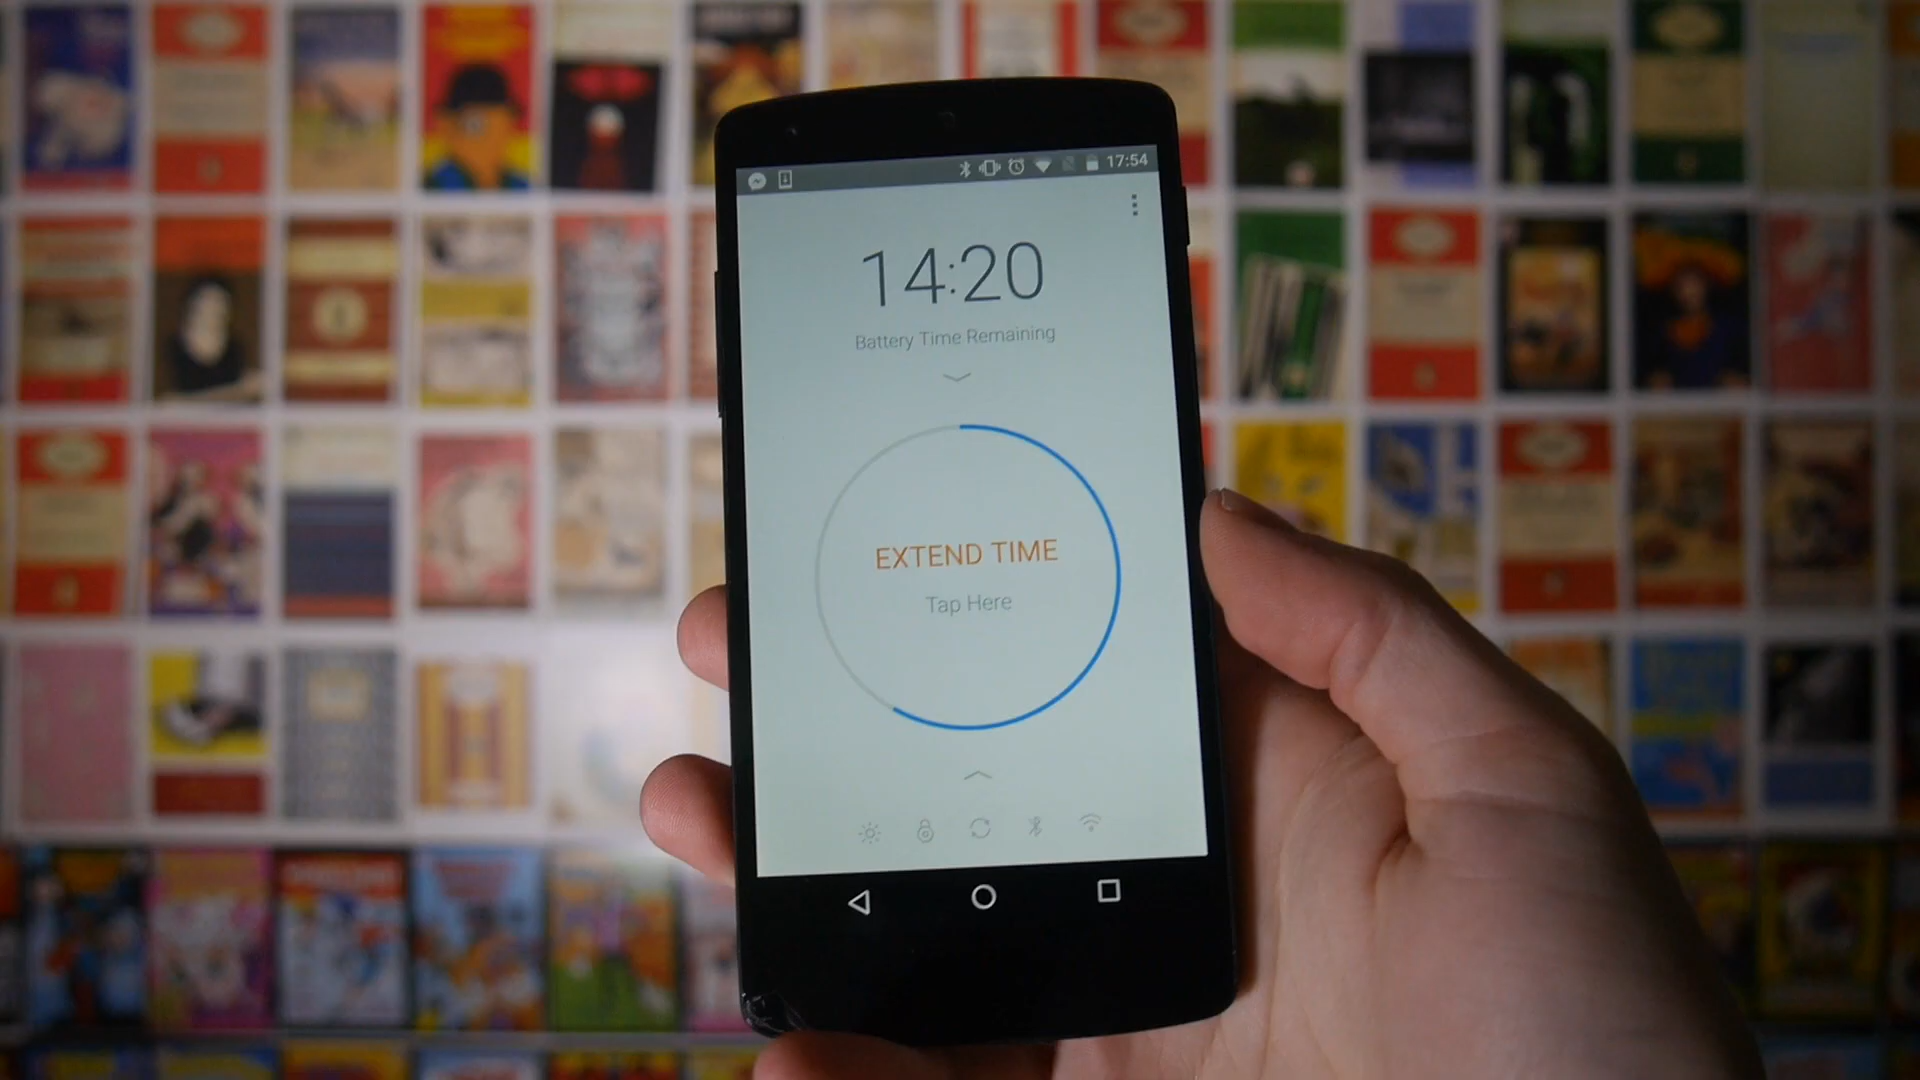 17:54
14:20
Battery Time Remaining
EXTEND TIME
Tap Here